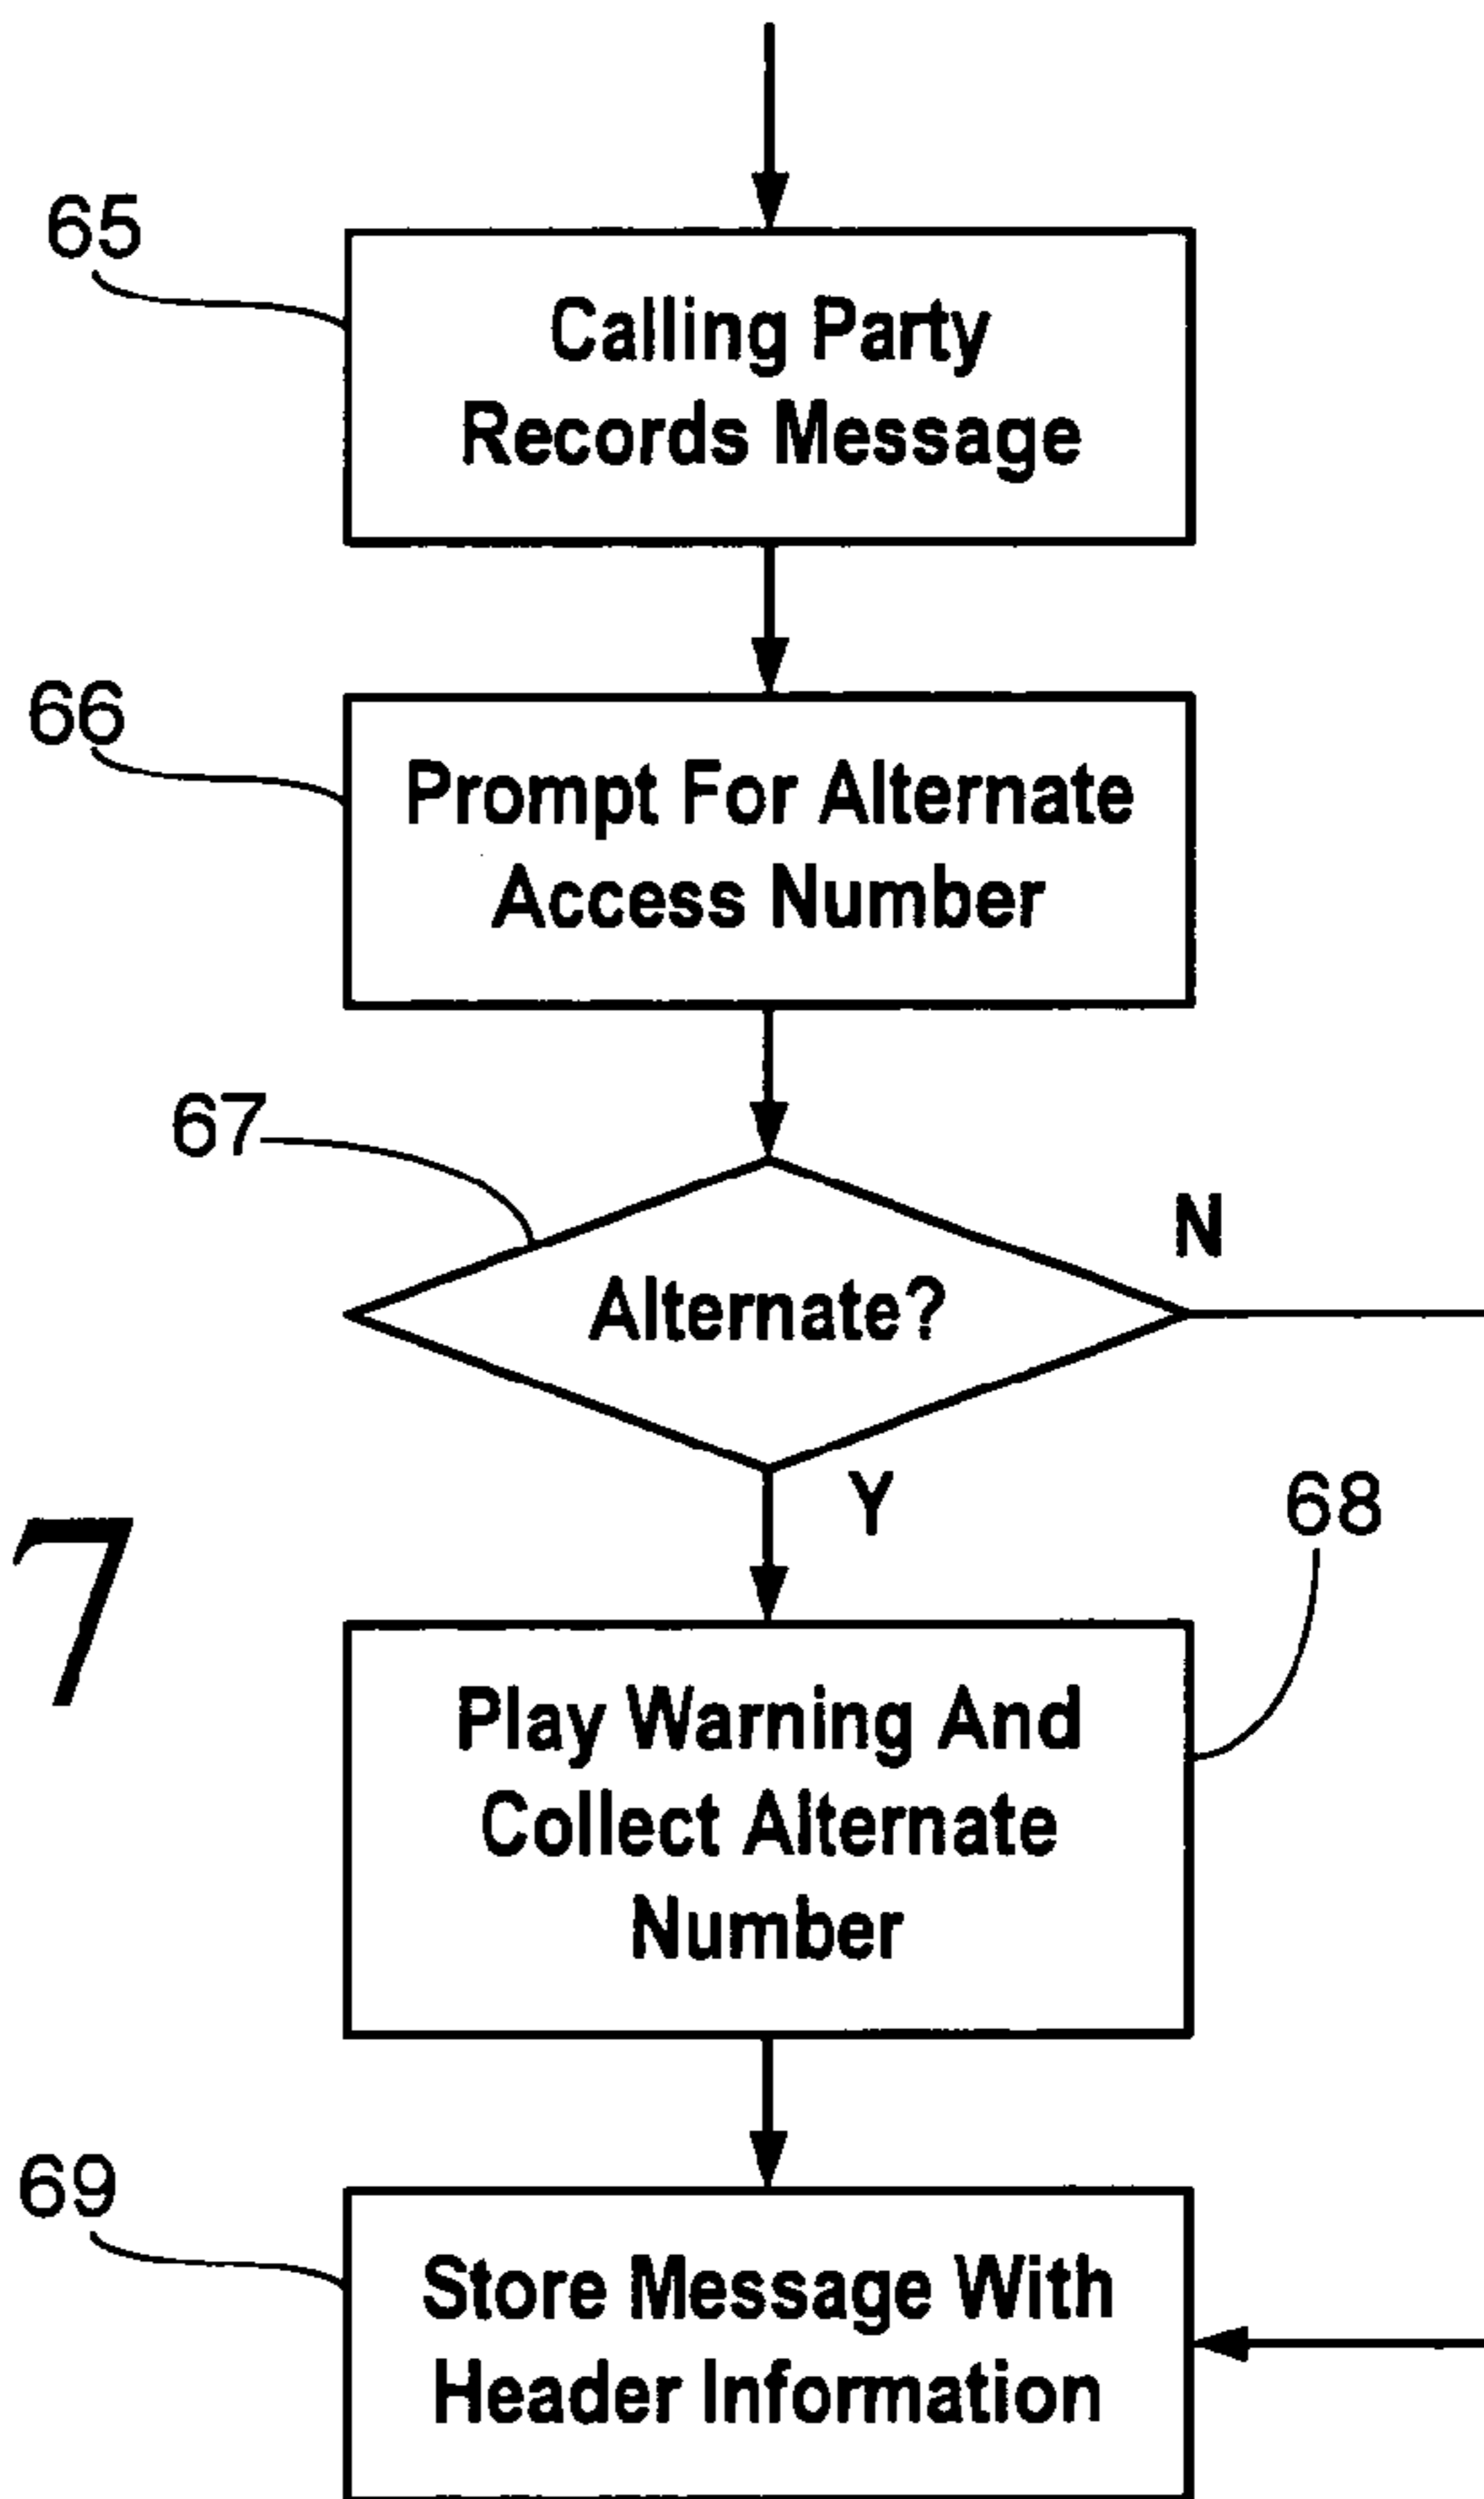 65
Calling Party
Records Message
66
Prompt For Alternate
Access Number
67
N
Alternate?
Y
68
7
Play Warning And
Collect Alternate
Number
69
Store Message With
Header Information